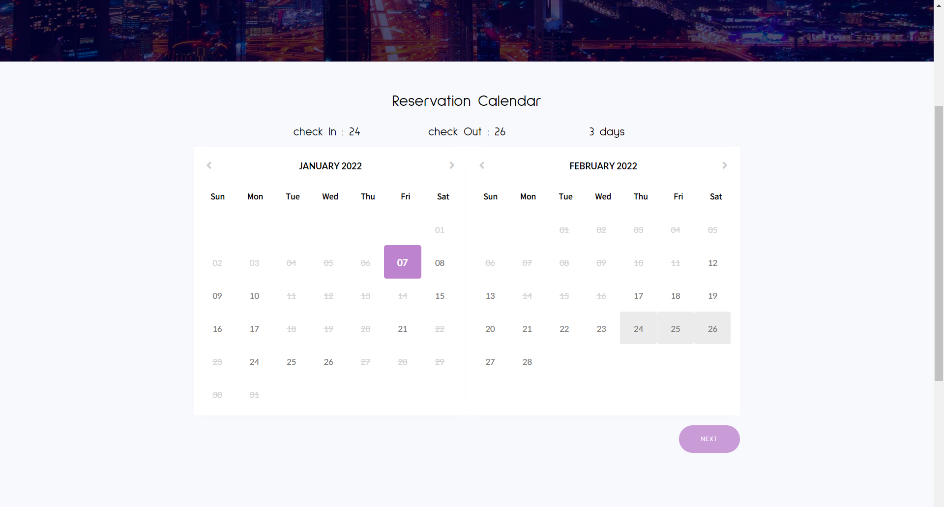 Reservation Calendar
check In : 24 check Out : 26 3 days
JANUARY 2022
Sun Mon Tue Wed Thu Fri Sat
01
02 03 04 05 06 07 08
09 10 11 12 13 14 15
16 17 18 19 20 21 22
23 24 25 26 27 28 29
30 31
FEBRUARY 2022
Sun Mon Tue Wed Thu Fri Sat
01 02 03 04 05
06 07 08 09 10 11 12
13 14 15 16 17 18 19
20 21 22 23 24 25 26
27 28
NEXT